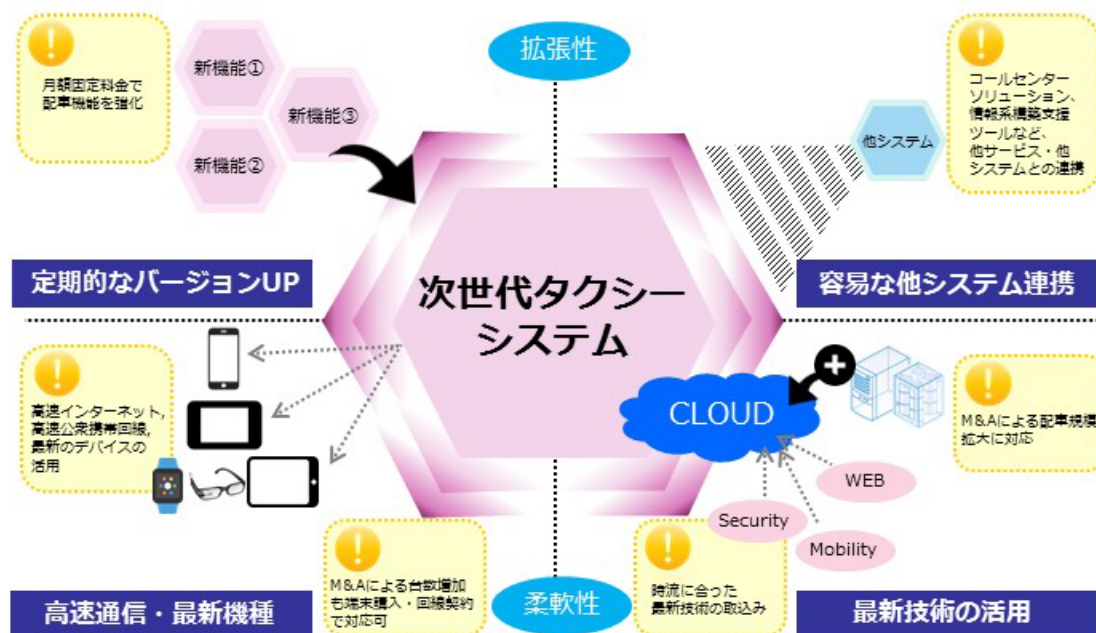 拡張性
月額固定料金で
配車機能を強化
新機能①
新機能③
新機能②
他システム
コールセンター
ソリューション、
情報系構築支援
ツールなど、
他サービス・他
システムとの連携
定期的なバージョンUP
容易な他システム連携
次世代タクシー
システム
高速インターネット,
高速公衆携帯回線,
最新のデバイスの
活用
CLOUD
M&Aによる配車規模
拡大に対応
WEB
Security
Mobility
M&Aによる台数増加
も端末購入・回線契約
で対応可
時流に合った
最新技術の取込み
高速通信・最新機種
柔軟性
最新技術の活用